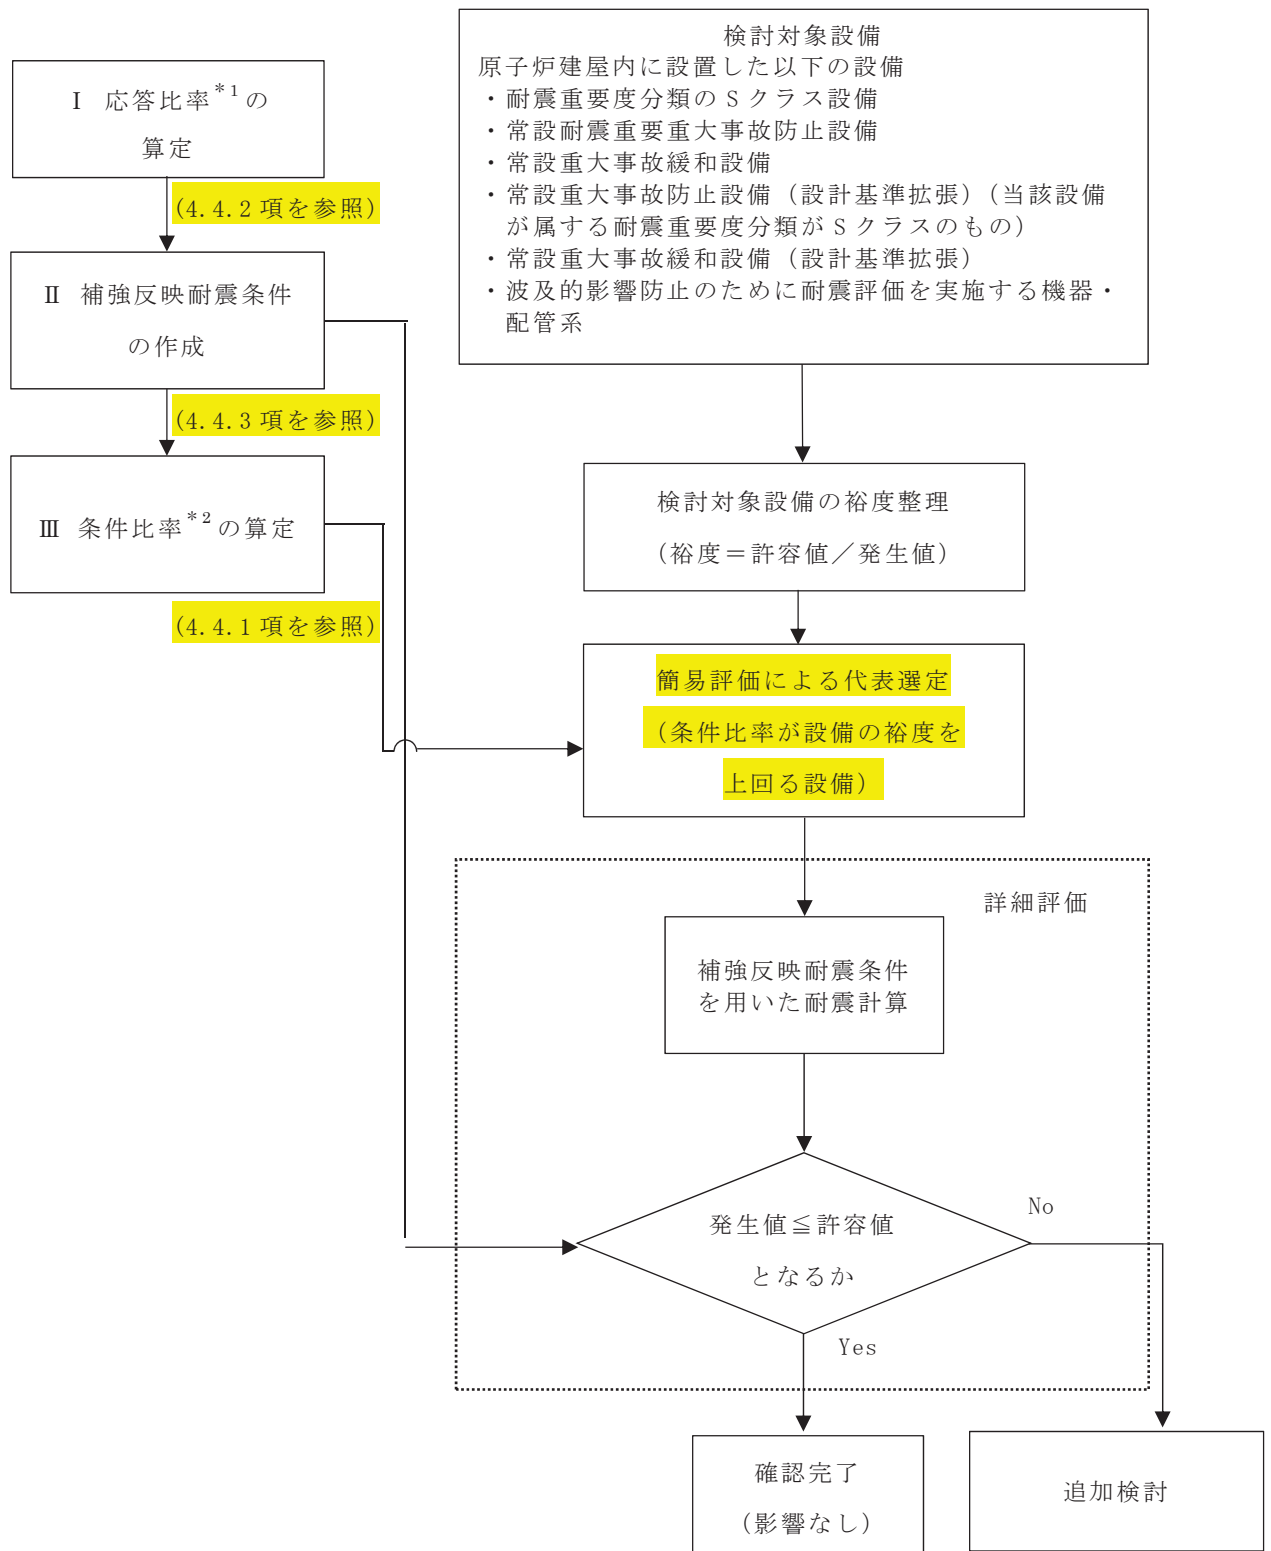 Ⅰ 応答比率*1の
算定
(4.4.2項を参照)
Ⅱ 補強反映耐震条件
の作成
(4.4.3項を参照)
Ⅲ 条件比率*2の算定
(4.4.1項を参照)
検討対象設備
原子炉建屋内に設置した以下の設備
・耐震重要度分類のSクラス設備
・常設耐震重要重大事故防止設備
・常設重大事故緩和設備
・常設重大事故防止設備（設計基準拡張）（当該設備
が属する耐震重要度分類がSクラスのもの）
・常設重大事故緩和設備（設計基準拡張）
・波及的影響防止のために耐震評価を実施する機器・
配管系
検討対象設備の裕度整理
（裕度＝許容値／発生値）
簡易評価による代表選定
（条件比率が設備の裕度を
上回る設備）
詳細評価
補強反映耐震条件
を用いた耐震計算
発生値≦許容値
となるか
No
Yes
確認完了
（影響なし）
追加検討